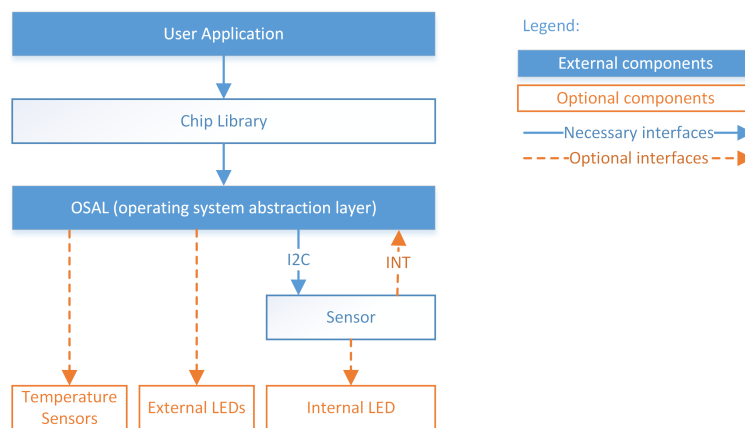 User Application
Legend:
External components
Optional components
Chip Library
Necessary interfaces
Optional interfaces
OSAL (operating system abstraction layer)
I2C
INT
Sensor
Temperature
Sensors
External LEDs
Internal LED